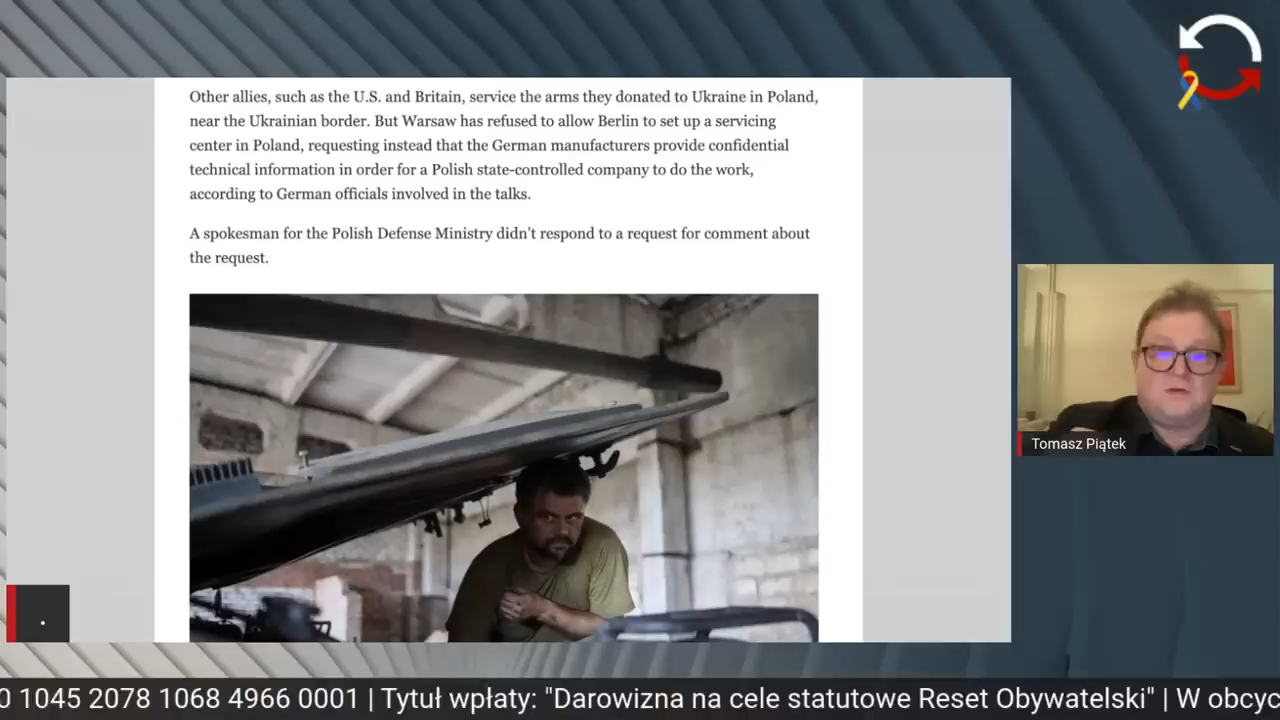 Other allies, such as the U.S. and Britain, service the arms they donated to Ukraine in Poland,
near the Ukrainian border. But Warsaw has refused to allow Berlin to set up a servicing
center in Poland, requesting instead that the German manufacturers provide confidential
technical information in order for a Polish state-controlled company to do the work,
according to German officials involved in the talks.
A spokesman for the Polish Defense Ministry didn't respond to a request for comment about
the request.
Tomasz Piątek
.
0 1045 2078 1068 4966 0001 | Tytuł wpłaty: "Darowizna na cele statutowe Reset Obywatelski" | W obcyc